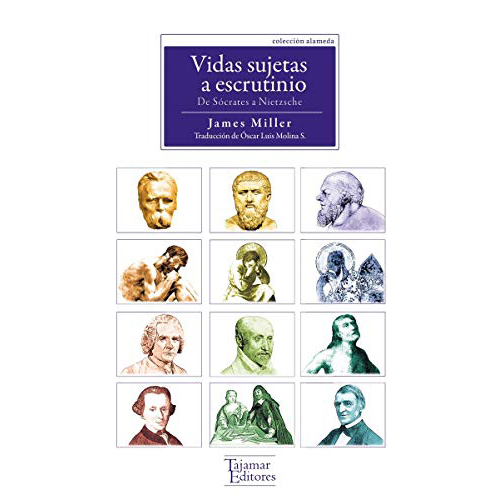 colección alameda
Vidas sujetas
a escrutinio
De Sócrates a Nietzsche
James Miller
Traducción de Óscar Luis Molina S.
Tajamar
Editores